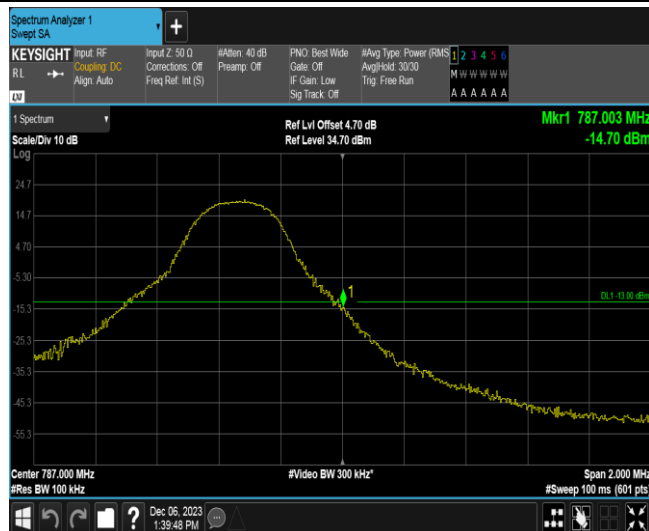 Spectrum Analyzer 1
Swept SA
KEYSIGHT
RL
LXI
Input: RF
Coupling: DC
Align: Auto
Input Z: 50 Ω
Corrections: Off
Freq Ref: Int (S)
#Atten: 40 dB
Preamp: Off
PNO: Best Wide
Gate: Off
IF Gain: Low
Sig Track: Off
#Avg Type: Power (RMS
Avg|Hold: 30/30
Trig: Free Run
1 2 3 4 5 6
M W W W W W
A A A A A A
1 Spectrum
Scale/Div 10 dB
Log
Ref Lvl Offset 4.70 dB
Ref Level 34.70 dBm
Mkr1 787.003 MHz
-14.70 dBm
24.7
14.7
4.70
-5.30
1
DL1 -13.00 dBm
-15.3
-25.3
-35.3
-45.3
-55.3
Center 787.000 MHz
#Video BW 300 kHz*
Span 2.000 MHz
#Res BW 100 kHz
#Sweep 100 ms (601 pts)
?
Dec 06, 2023
1:39:48 PM